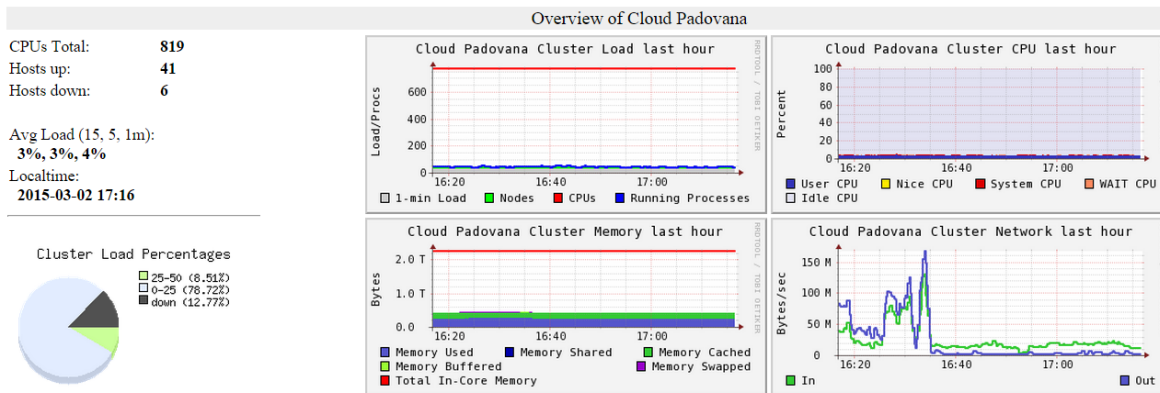 Overview of Cloud Padovana
CPUs Total: 819
Hosts up: 41
Hosts down: 6
Avg Load (15, 5, 1m):
3%, 3%, 4%
Localtime:
2015-03-02 17:16
Cluster Load Percentages
25-50 (8.51%)
0-25 (78.72%)
down (12.77%)
Cloud Padovana Cluster Load last hour
RRDTOOL / TOBI OETIKER
Load/Procs
600
400
200
0
16:20 16:40 17:00
1-min Load Nodes CPUs Running Processes
Cloud Padovana Cluster CPU last hour
Percent
100
80
60
40
20
0
16:20 16:40 17:00
User CPU Nice CPU System CPU WAIT CPU
Idle CPU
Cloud Padovana Cluster Memory last hour
RRDTOOL / TOBI OETIKER
Bytes
2.0 T
1.0 T
0.0
16:20 16:40 17:00
Memory Used Memory Shared Memory Cached
Memory Buffered Memory Swapped
Total In-Core Memory
Cloud Padovana Cluster Network last hour
Bytes/sec
150 M
100 M
50 M
0
16:20 16:40 17:00
In Out